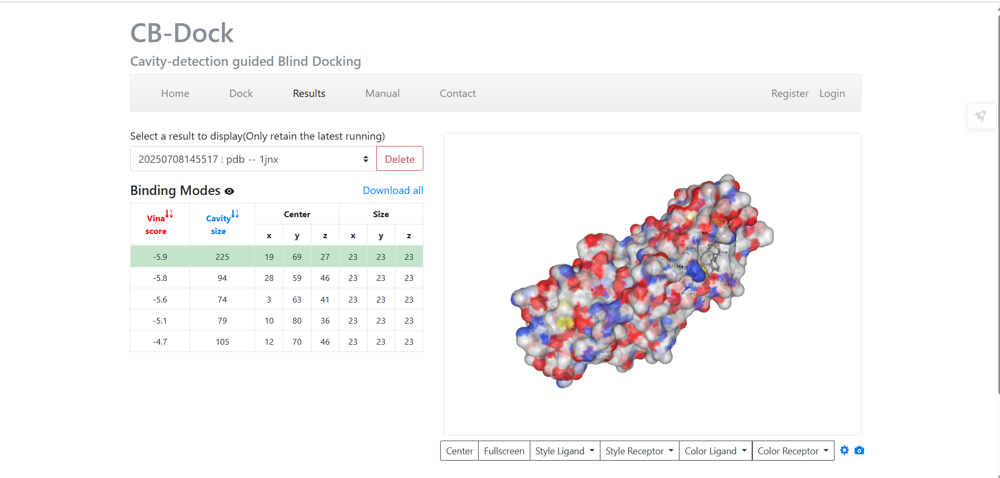 CB-Dock
Cavity-detection guided Blind Docking
Home Dock Results Manual Contact Register Login
Select a result to display(Only retain the latest running)
20250708145517 : pdb -- 1jnx Delete
Binding Modes Download all
Vina score Cavity size Center Size
x y z x y z
-5.9 225 19 69 27 23 23 23
-5.8 94 28 59 46 23 23 23
-5.6 74 3 63 41 23 23 23
-5.1 79 10 80 36 23 23 23
-4.7 105 12 70 46 23 23 23
Center Fullscreen Style Ligand Style Receptor Color Ligand Color Receptor